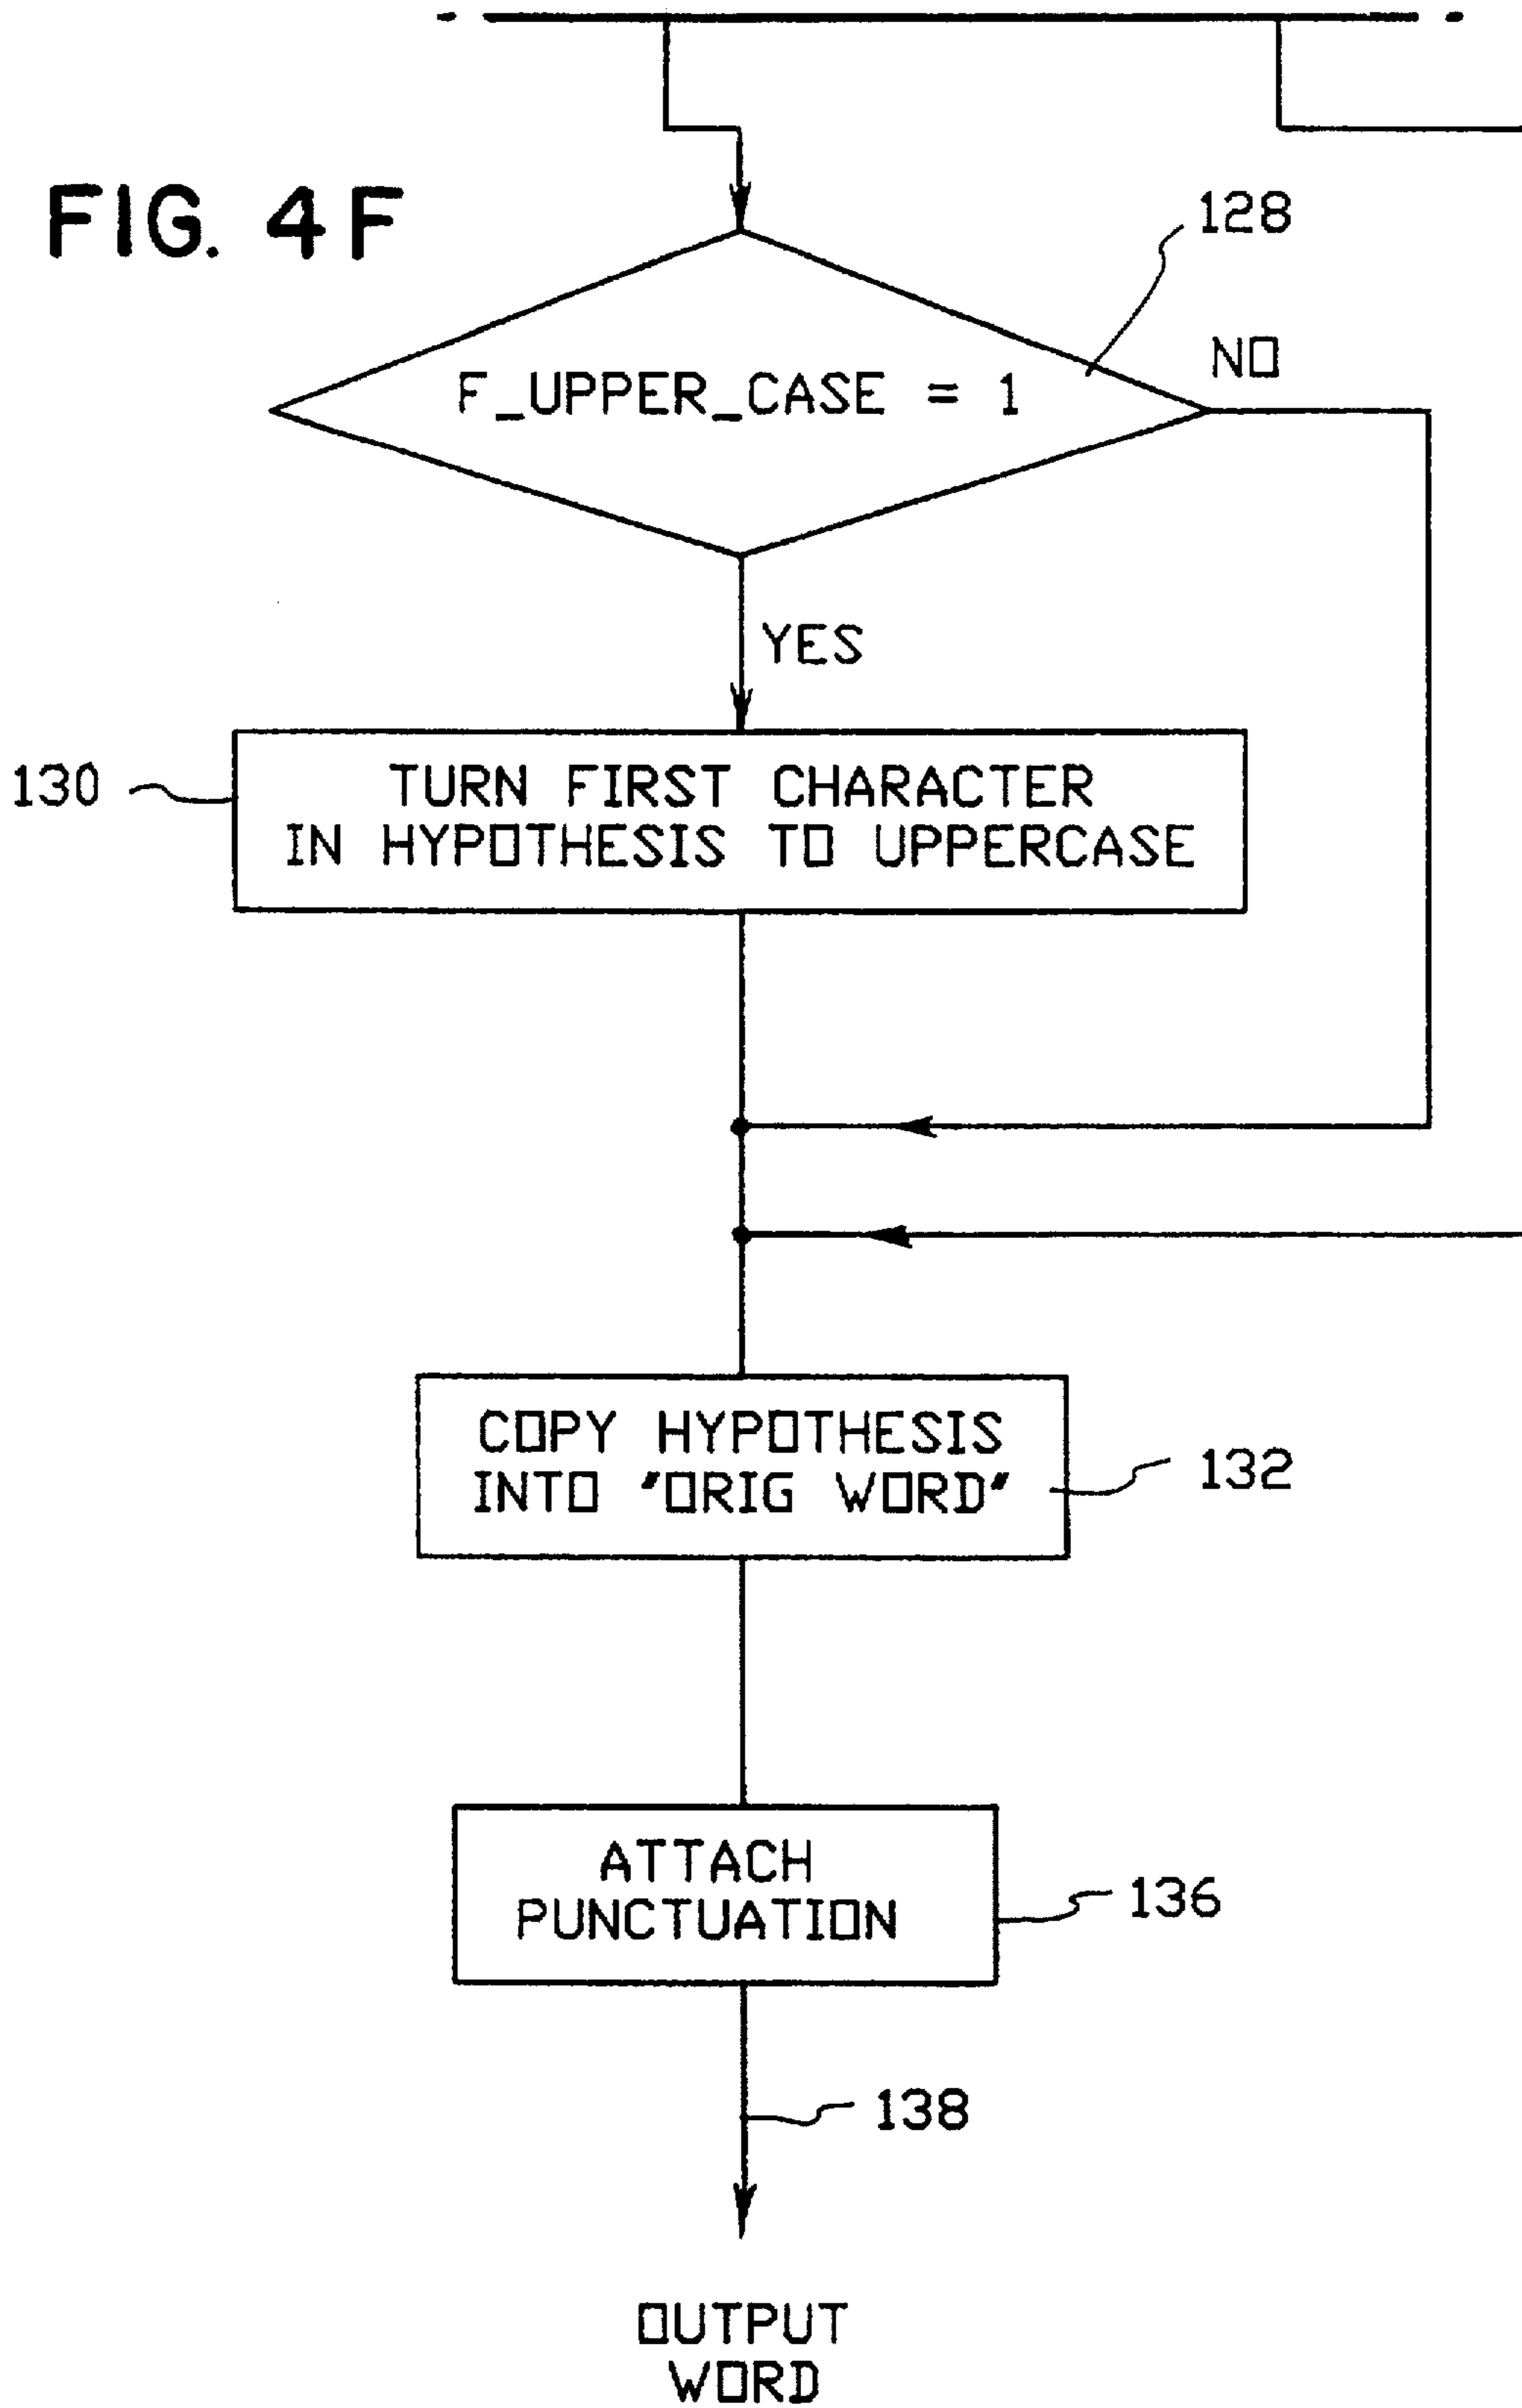 FIG. 4F
128
F_UPPER_CASE = 1
NO
YES
130
TURN FIRST CHARACTER
IN HYPOTHESIS TO UPPERCASE
COPY HYPOTHESIS
INTO "ORIG WORD"
132
ATTACH
PUNCTUATION
136
138
OUTPUT
WORD